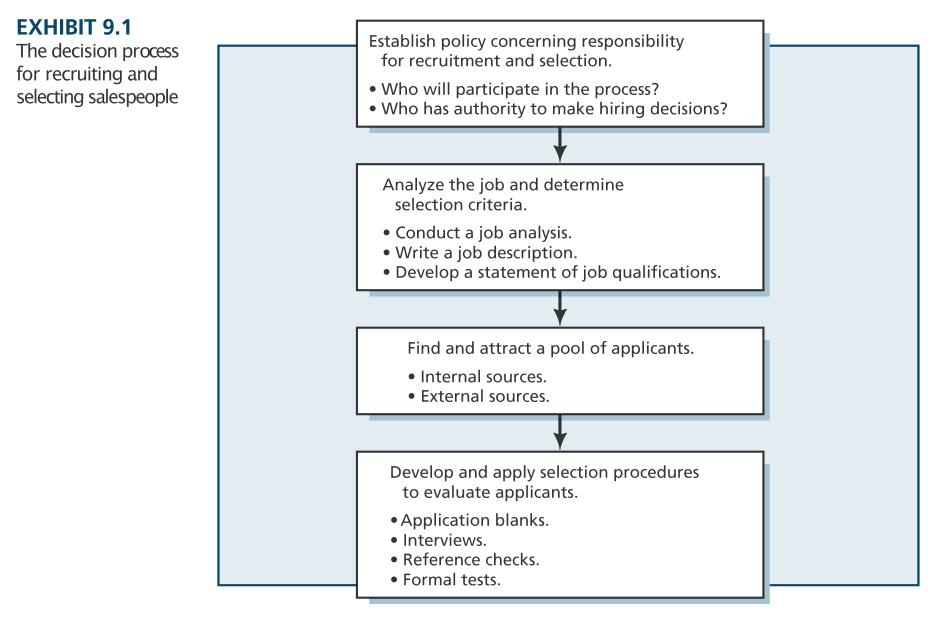 EXHIBIT 9.1
The decision process
for recruiting and
selecting salespeople
Establish policy concerning responsibility
for recruitment and selection.
• Who will participate in the process?
• Who has authority to make hiring decisions?
Analyze the job and determine
selection criteria.
• Conduct a job analysis.
• Write a job description.
• Develop a statement of job qualifications.
Find and attract a pool of applicants.
• Internal sources.
• External sources.
Develop and apply selection procedures
to evaluate applicants.
• Application blanks.
• Interviews.
• Reference checks.
• Formal tests.